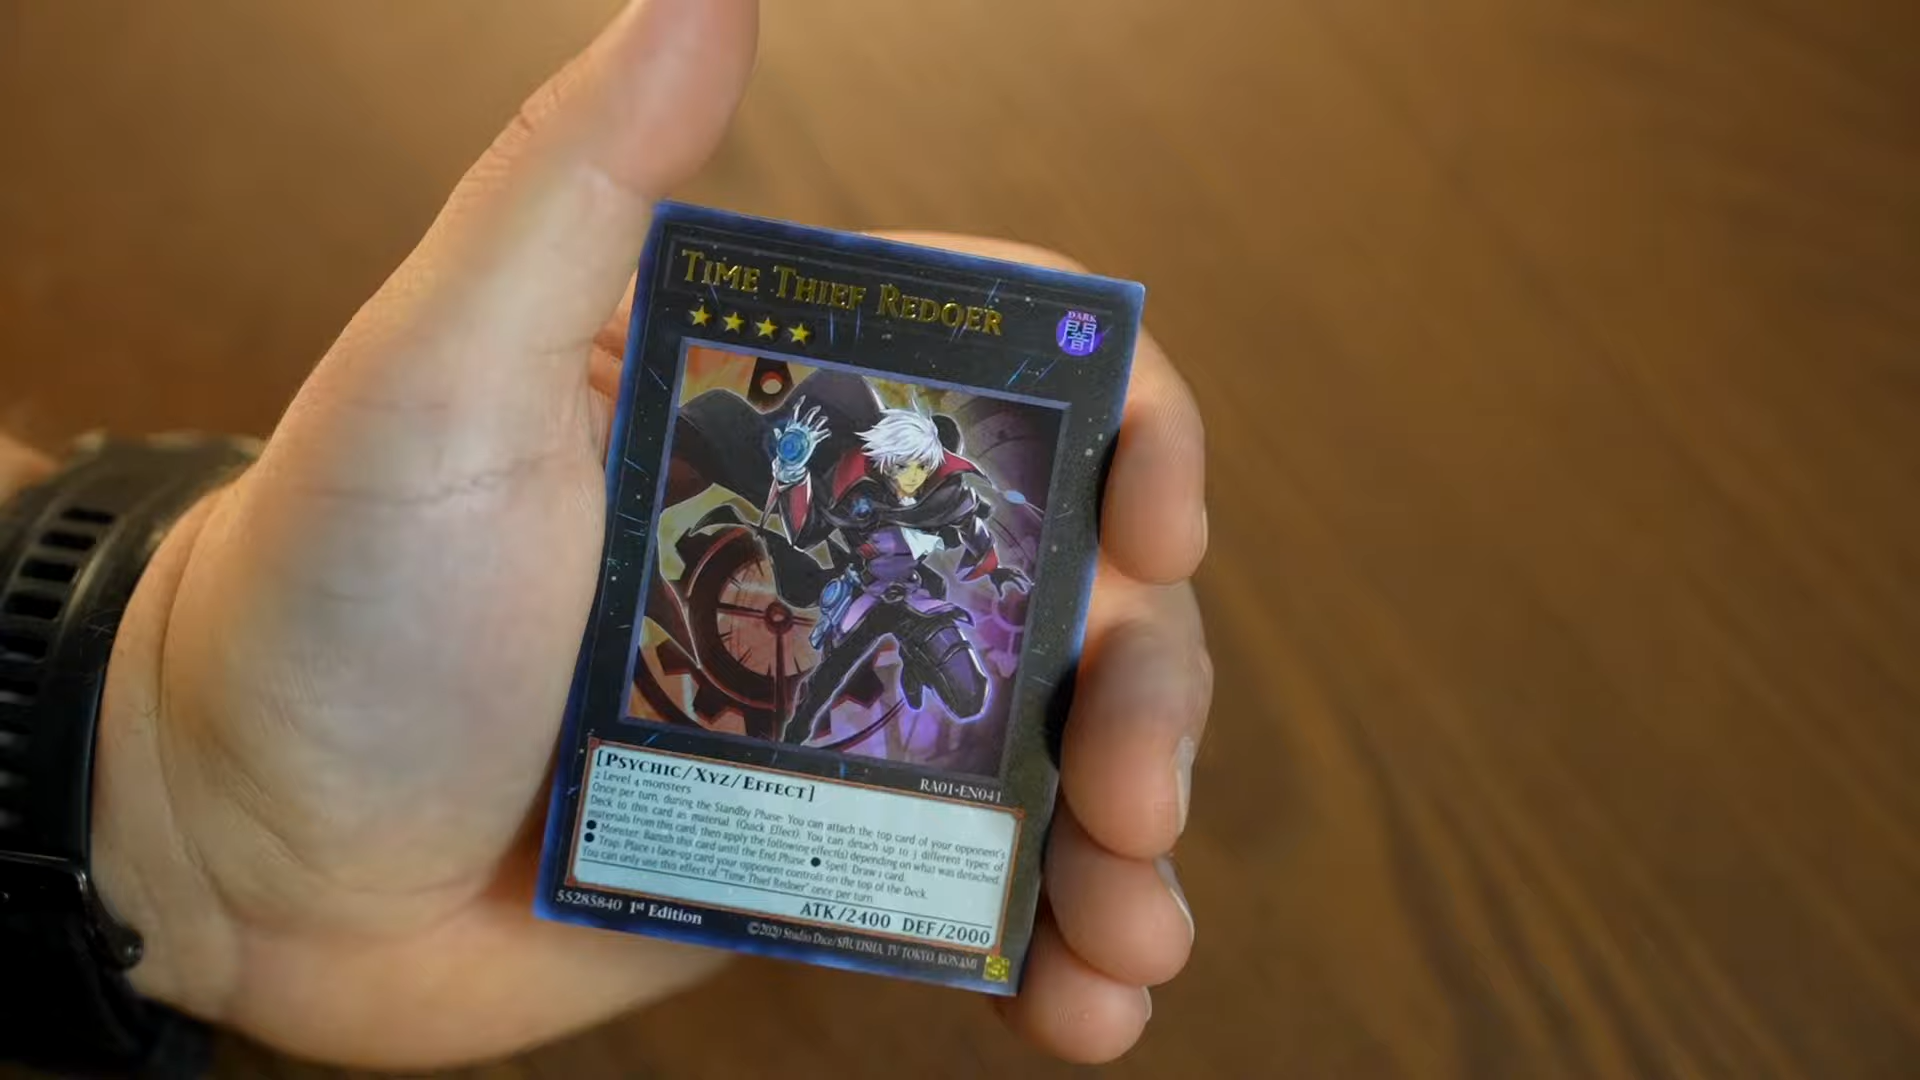 TIME THIEF REDOER
DARK
闇
[PSYCHIC/XYZ/EFFECT]
RA01-EN041
2 Level 4 monsters
Once per turn, during the Standby Phase: You can attach the top card of your opponent's
Deck to this card as material. (Quick Effect): You can detach up to 3 different types of
materials from this card, then apply the following effect(s) depending on what was detached.
● Monster: Banish this card until the End Phase. ● Spell: Draw 1 card.
● Trap: Place 1 face-up card your opponent controls on the top of the Deck.
You can only use this effect of "Time Thief Redoer" once per turn.
ATK/2400 DEF/2000
55285840 1st Edition
©2020 Studio Dice/SHUEISHA, TV TOKYO, KONAMI